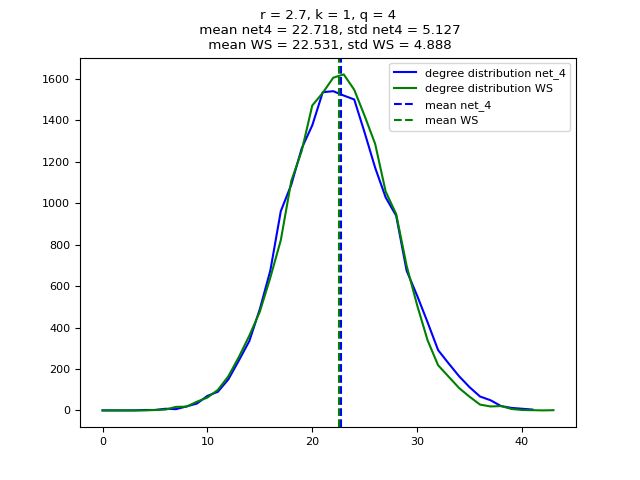 r = 2.7, k = 1, q = 4
mean net4 = 22.718, std net4 = 5.127
mean WS = 22.531, std WS = 4.888
degree distribution net_4
degree distribution WS
mean net_4
mean WS
1600
1400
1200
1000
800
600
400
200
0
0 10 20 30 40